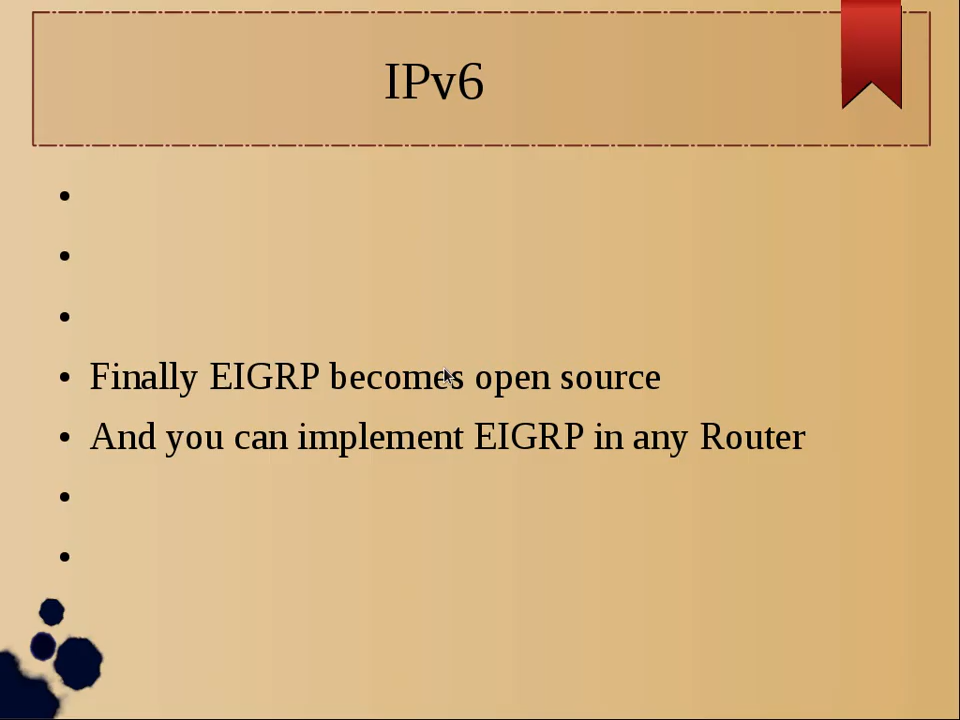 IPv6
Finally EIGRP becomes open source
And you can implement EIGRP in any Router